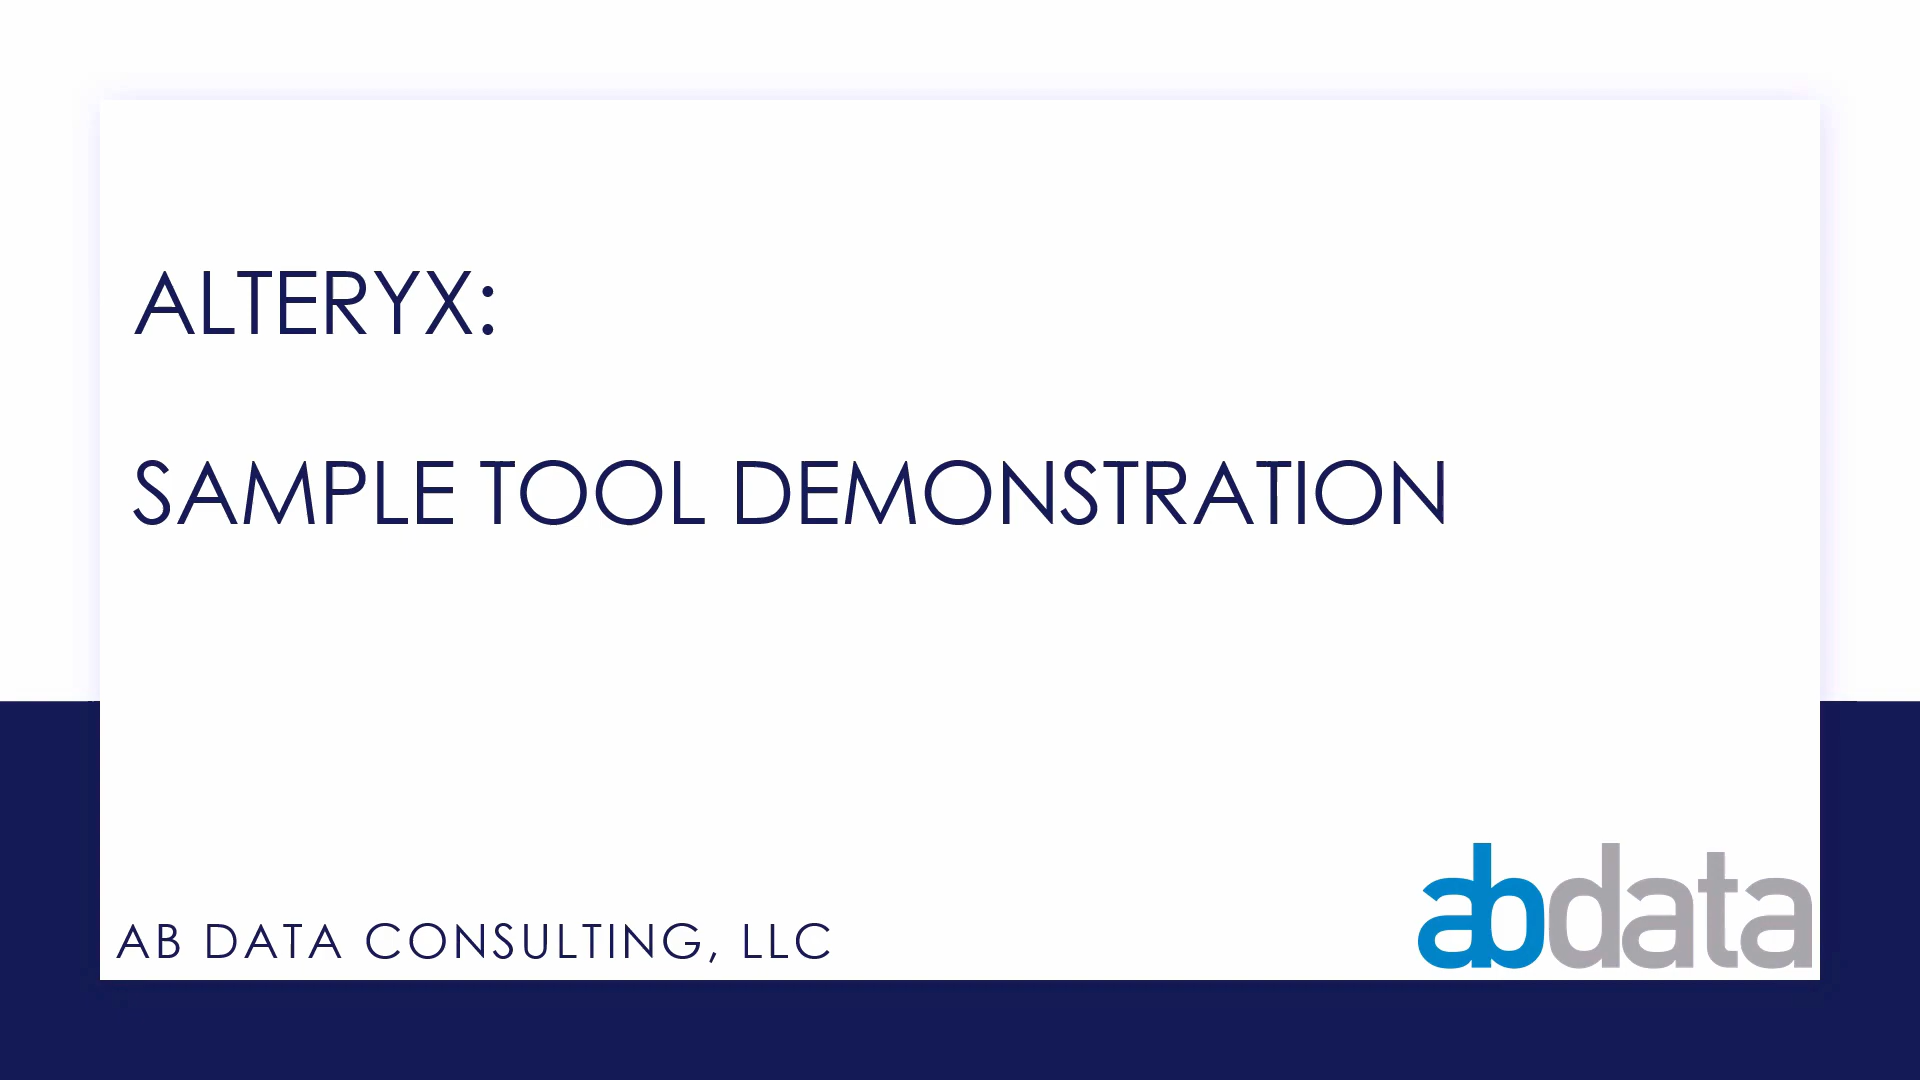 ALTERYX:
SAMPLE TOOL DEMONSTRATION
AB DATA CONSULTING, LLC
abdata